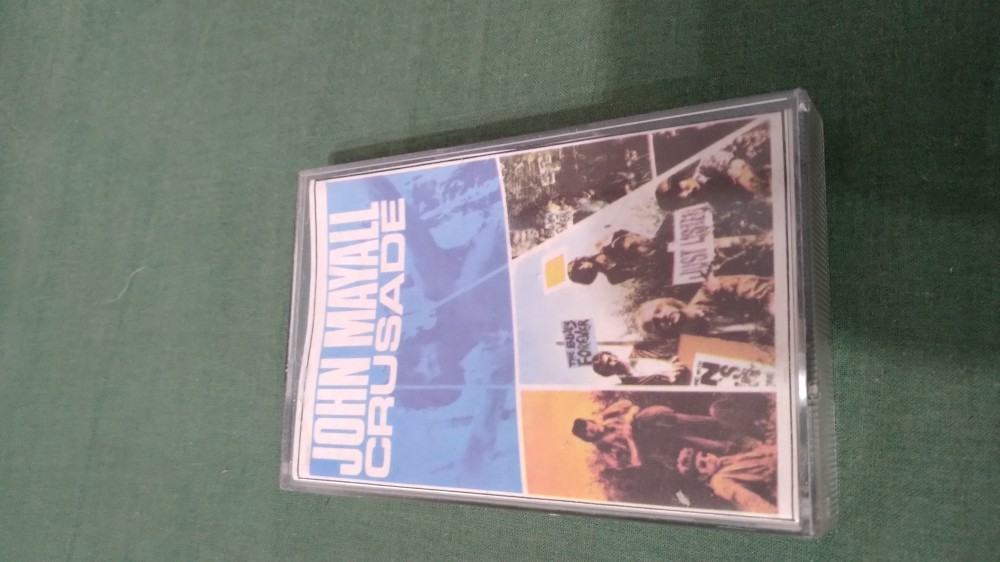 JOHN MAYALL
CRUSADE
THE BLUES
FOREVER
JUST LISTEN